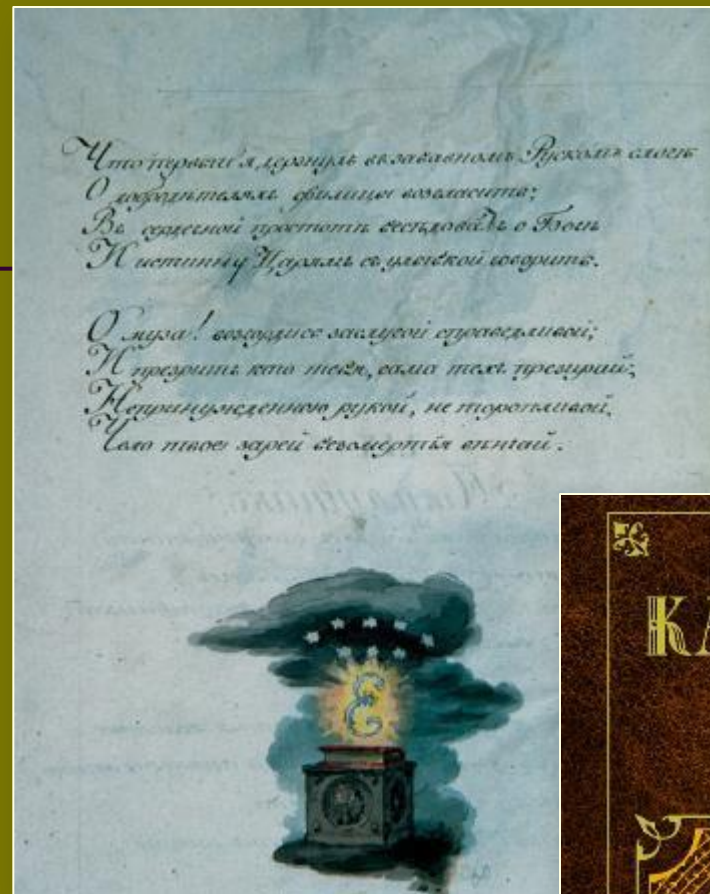 Что первый я дерзнулъ въ забавномъ Рускомъ слогѣ
О добродѣтеляхъ Фелицы возгласить;
Въ сердечной простотѣ бесѣдовать о Богѣ
И истинну Царямъ съ улыбкой говорить.
О муза! возгордись заслугой справедливой;
И презритъ кто тебя, сама тѣхъ презирай;
Непринужденною рукой, не торопливой,
Чело твое зарей безсмертія вѣнчай.
Е
КА